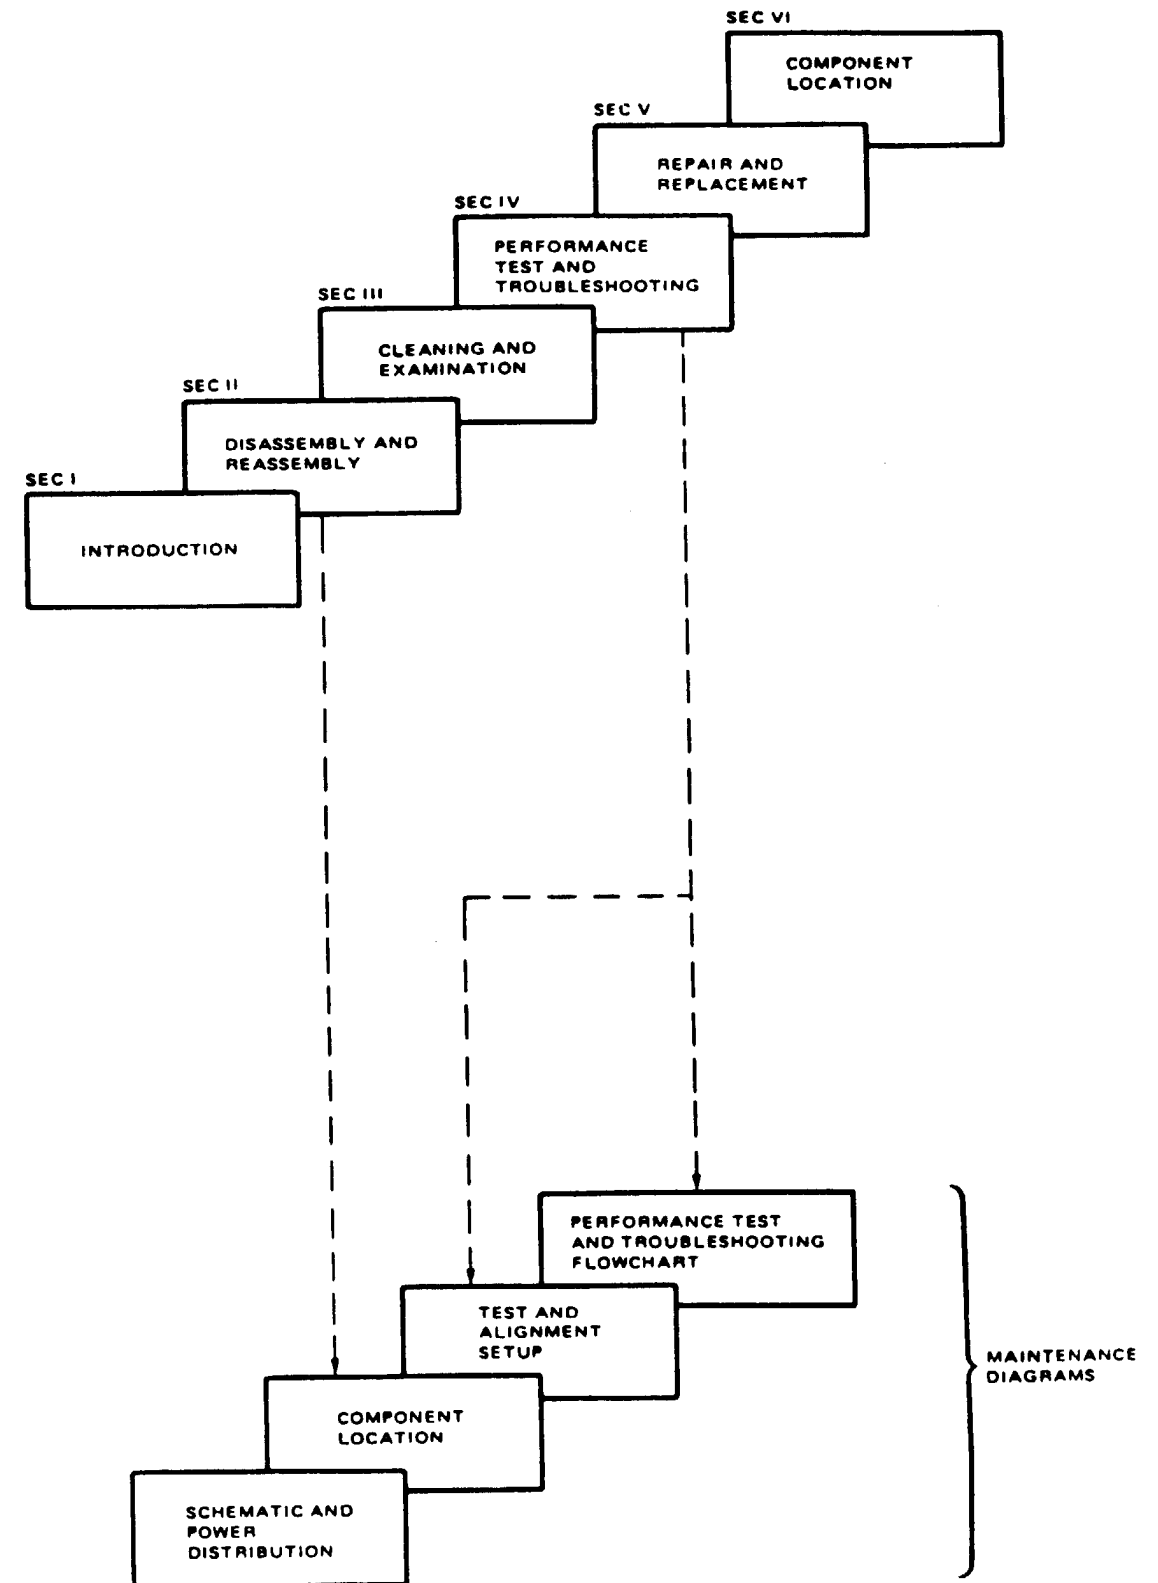 SEC VI
COMPONENT
LOCATION
SEC V
REPAIR AND
REPLACEMENT
SEC IV
PERFORMANCE
TEST AND
TROUBLESHOOTING
SEC III
CLEANING AND
EXAMINATION
SEC II
DISASSEMBLY AND
REASSEMBLY
SEC I
INTRODUCTION
PERFORMANCE TEST
AND TROUBLESHOOTING
FLOWCHART
TEST AND
ALIGNMENT
SETUP
MAINTENANCE
DIAGRAMS
COMPONENT
LOCATION
SCHEMATIC AND
POWER
DISTRIBUTION